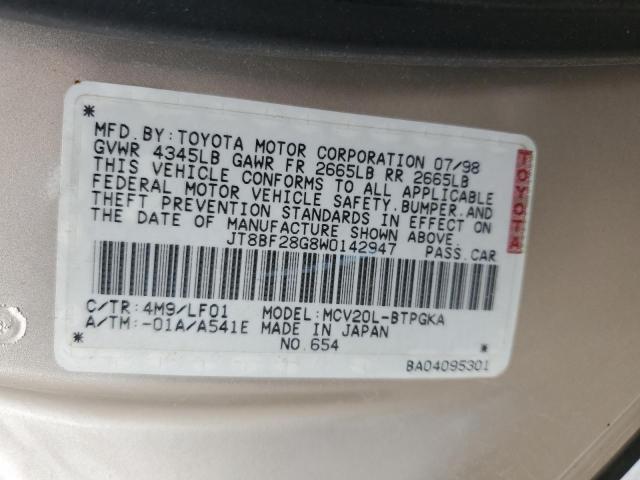 MFD.BY:TOYOTA MOTOR CORPORATION 07/98
GVWR 4345LB GAWR FR 2665LB RR 2665LB
THIS VEHICLE CONFORMS TO ALL APPLICABLE
FEDERAL MOTOR VEHICLE SAFETY,BUMPER,AND
THEFT PREVENTION STANDARDS IN EFFECT ON
THE DATE OF MANUFACTURE SHOWN ABOVE.
JT8BF28G8W0142947 PASS.CAR
TOYOTA
C/TR:4M9/LF01 MODEL:MCV20L-BTPGKA
A/TM:-01A/A541E MADE IN JAPAN
NO.654
BA04095301